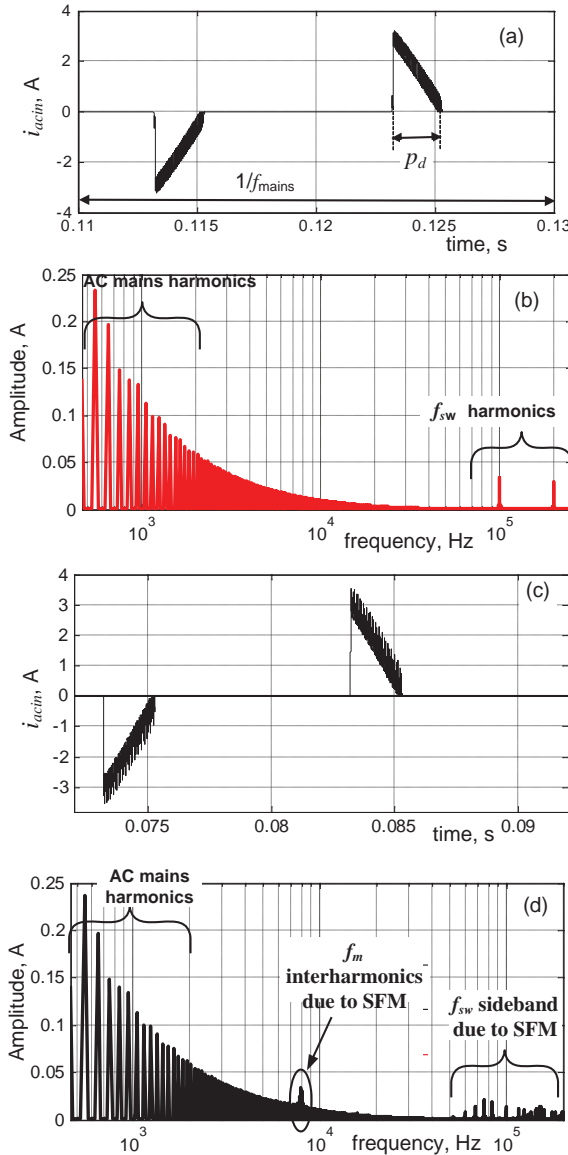 4
(a)
2
0
-2
-4
i_acin, A
p_d
1/f_mains
0.11 0.115 0.12 0.125 0.13
time, s
0.25
AC mains harmonics
(b)
0.2
0.15
0.1
0.05
0
Amplitude, A
f_sw harmonics
10^3 10^4 10^5
frequency, Hz
4
(c)
3
2
1
0
-1
-2
-3
i_acin, A
0.075 0.08 0.085 0.09
time, s
AC mains
harmonics
0.25
(d)
0.2
0.15
0.1
0.05
0
Amplitude, A
f_m
interharmonics
due to SFM
f_sw sideband
due to SFM
10^3 10^4 10^5
frequency, Hz